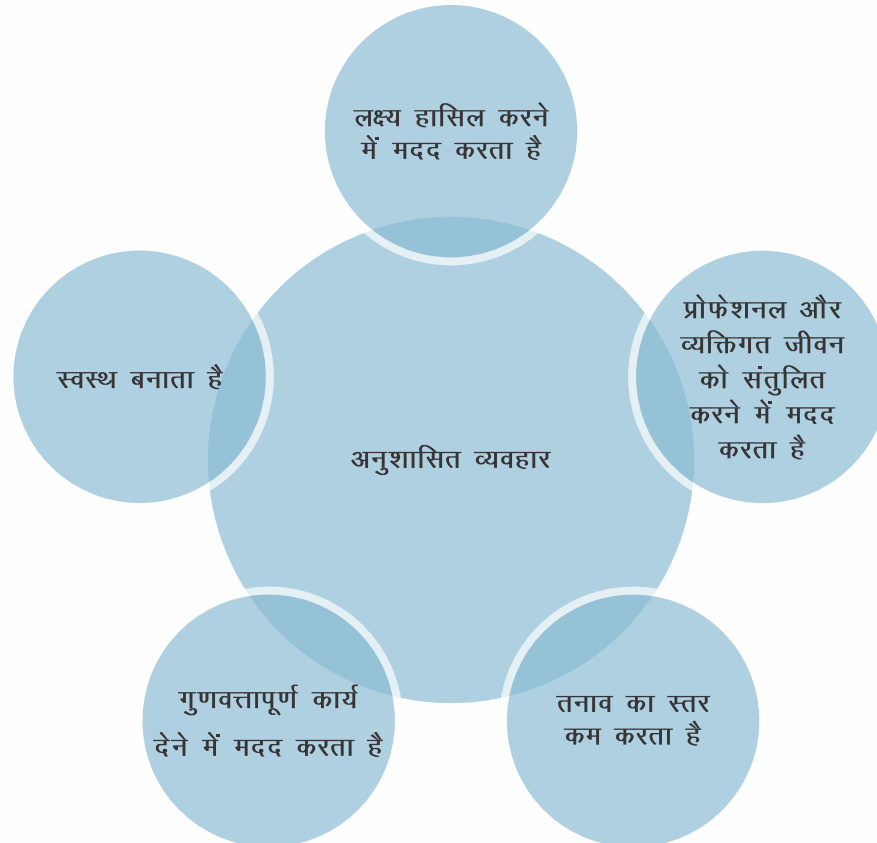 लक्ष्य हासिल करने
में मदद करता है
प्रोफेशनल और
व्यक्तिगत जीवन
को संतुलित
करने में मदद
करता है
स्वस्थ बनाता है
अनुशासित व्यवहार
गुणवत्तापूर्ण कार्य
देने में मदद करता है
तनाव का स्तर
कम करता है